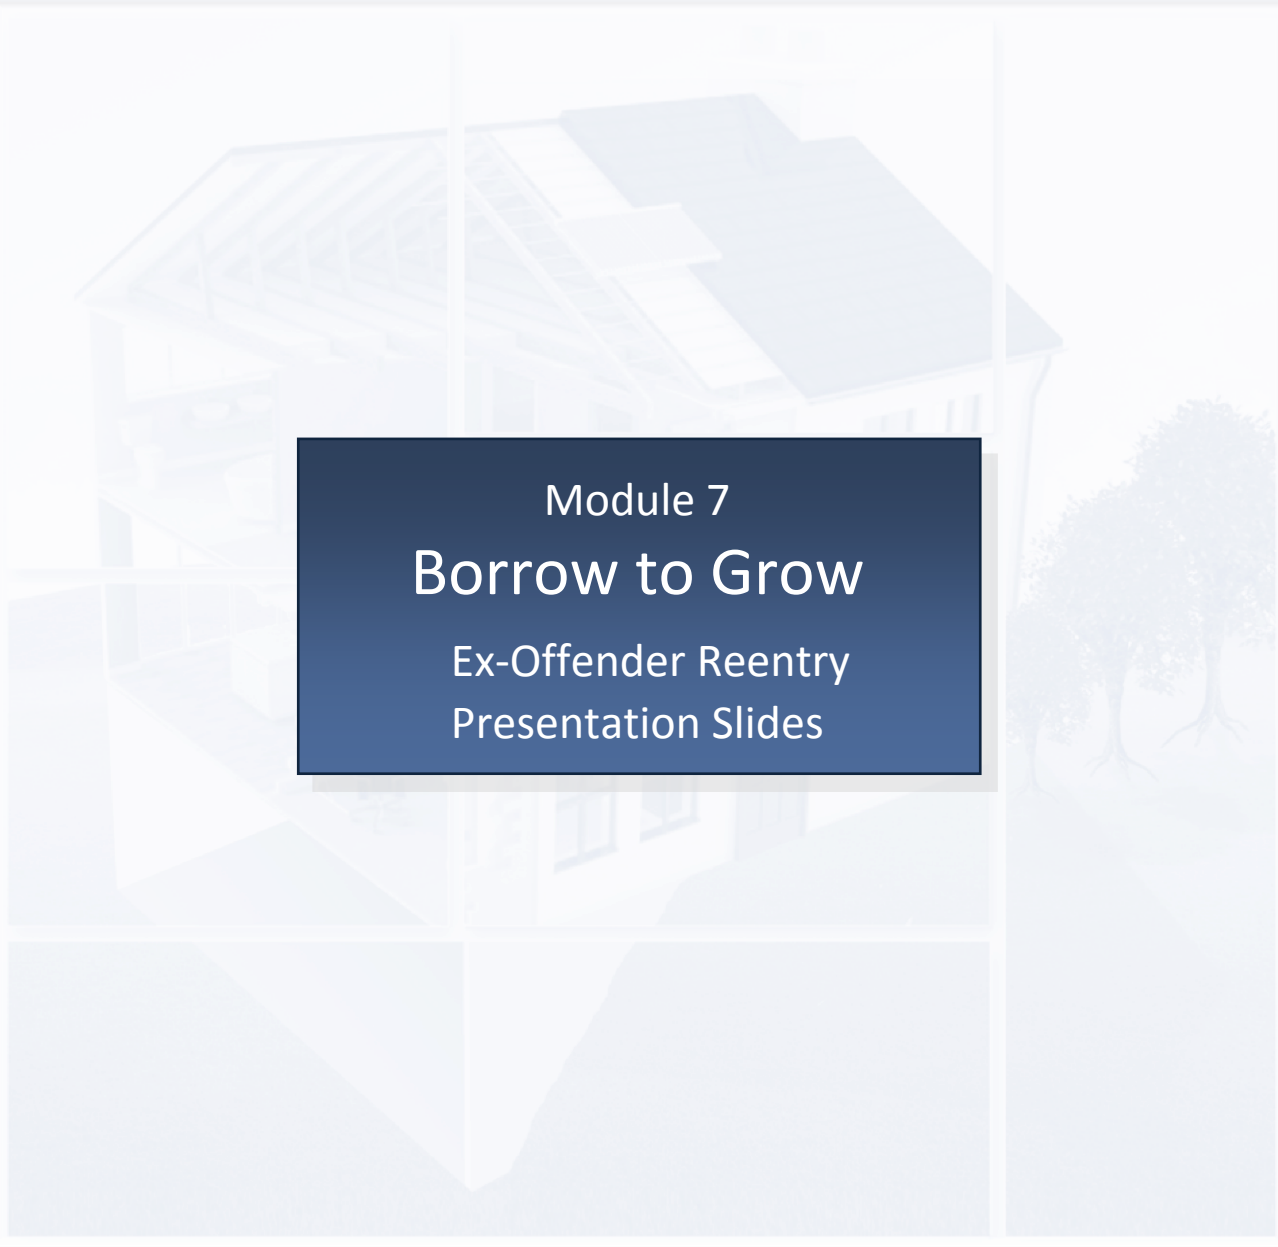 Module 7
Borrow to Grow
Ex-Offender Reentry
Presentation Slides